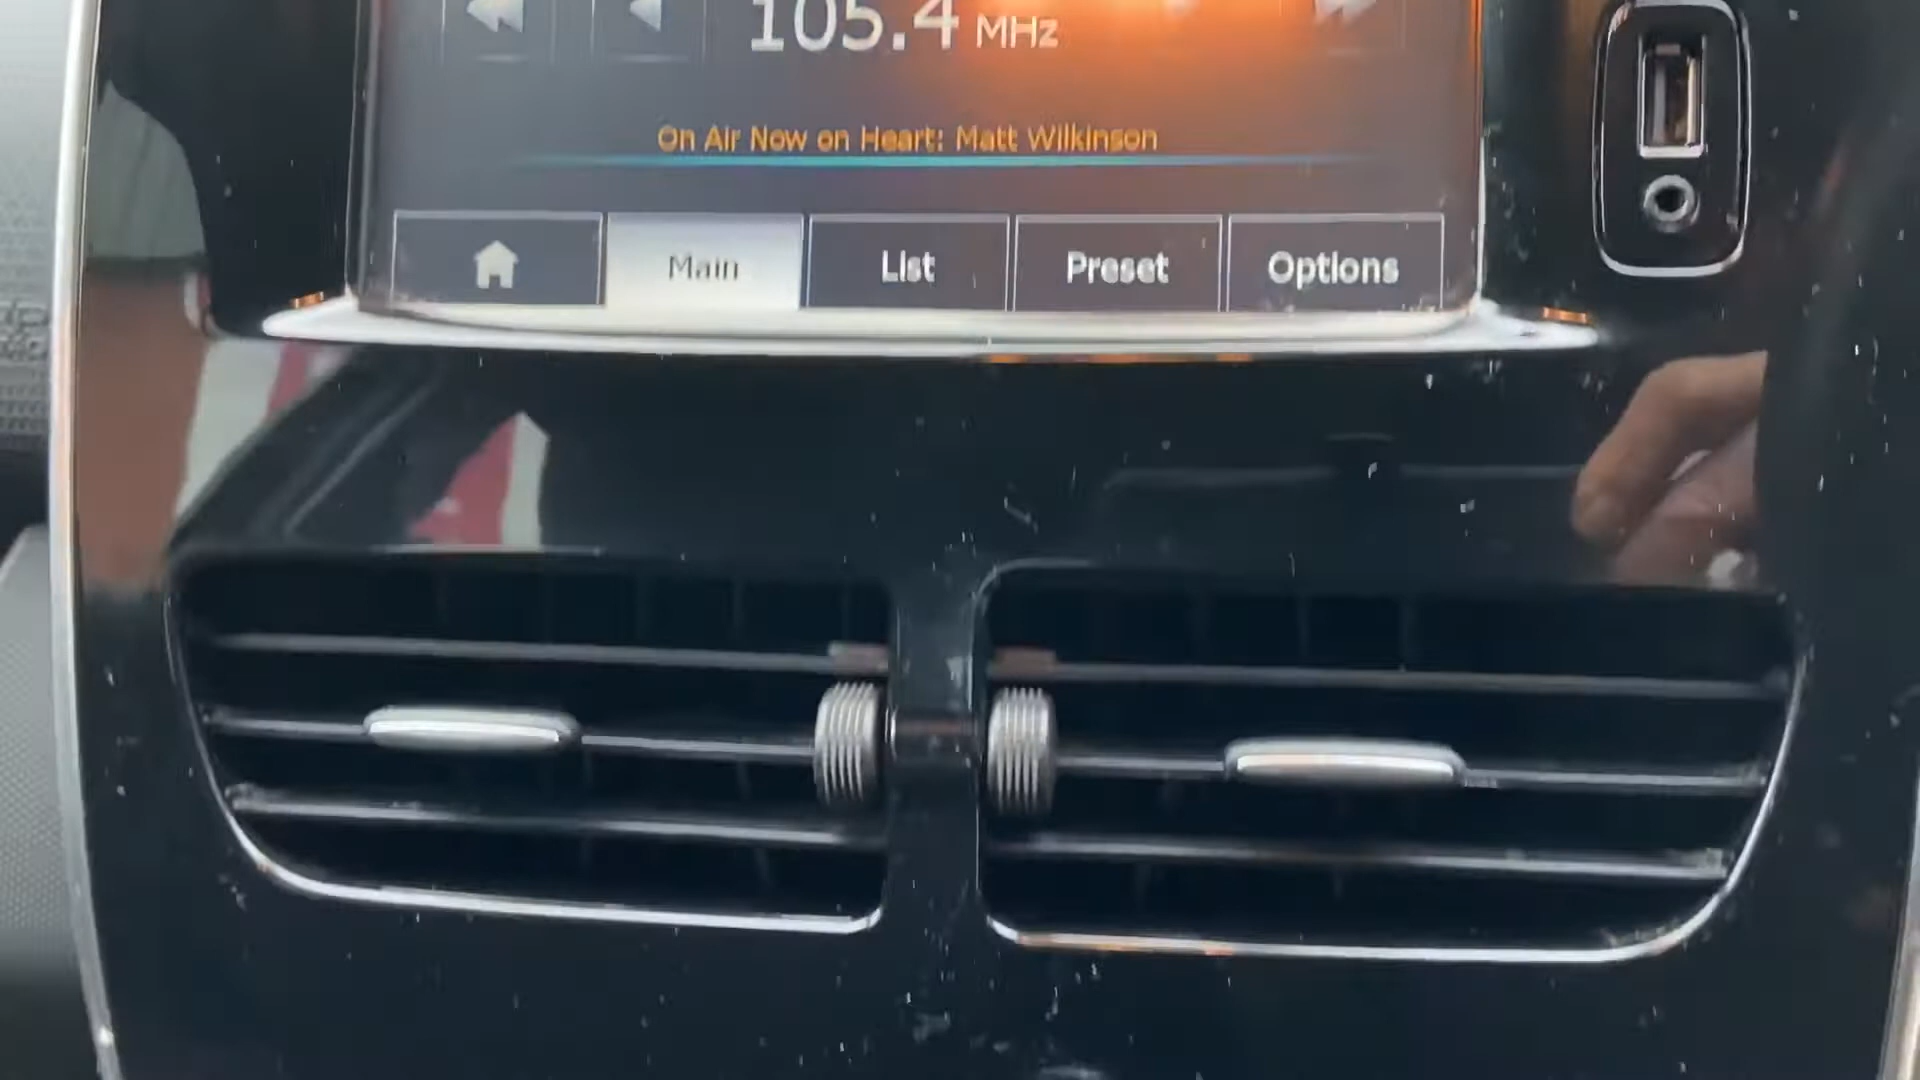 105.4 MHz
On Air Now on Heart: Matt Wilkinson
Main
List
Preset
Options